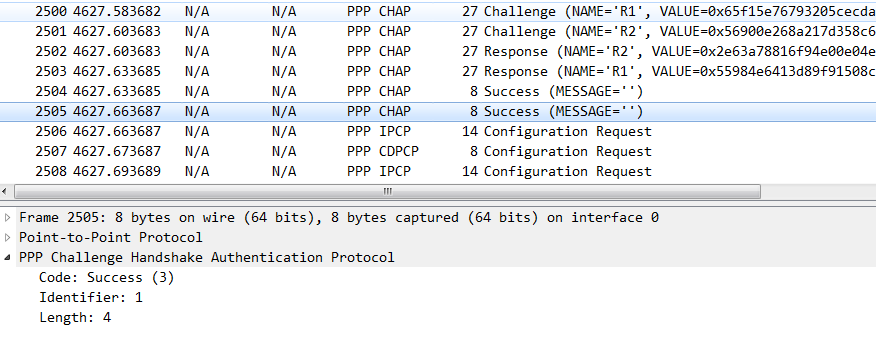 2500 4627.583682 N/A N/A PPP CHAP 27 Challenge (NAME='R1', VALUE=0x65f15e76793205cecda
2501 4627.603683 N/A N/A PPP CHAP 27 Challenge (NAME='R2', VALUE=0x56900e268a217d358c6
2502 4627.603683 N/A N/A PPP CHAP 27 Response (NAME='R2', VALUE=0x2e63a78816f94e00e04e
2503 4627.633685 N/A N/A PPP CHAP 27 Response (NAME='R1', VALUE=0x55984e6413d89f91508c
2504 4627.633685 N/A N/A PPP CHAP 8 Success (MESSAGE='')
2505 4627.663687 N/A N/A PPP CHAP 8 Success (MESSAGE='')
2506 4627.663687 N/A N/A PPP IPCP 14 Configuration Request
2507 4627.673687 N/A N/A PPP CDPCP 8 Configuration Request
2508 4627.693689 N/A N/A PPP IPCP 14 Configuration Request
Frame 2505: 8 bytes on wire (64 bits), 8 bytes captured (64 bits) on interface 0
Point-to-Point Protocol
PPP Challenge Handshake Authentication Protocol
Code: Success (3)
Identifier: 1
Length: 4